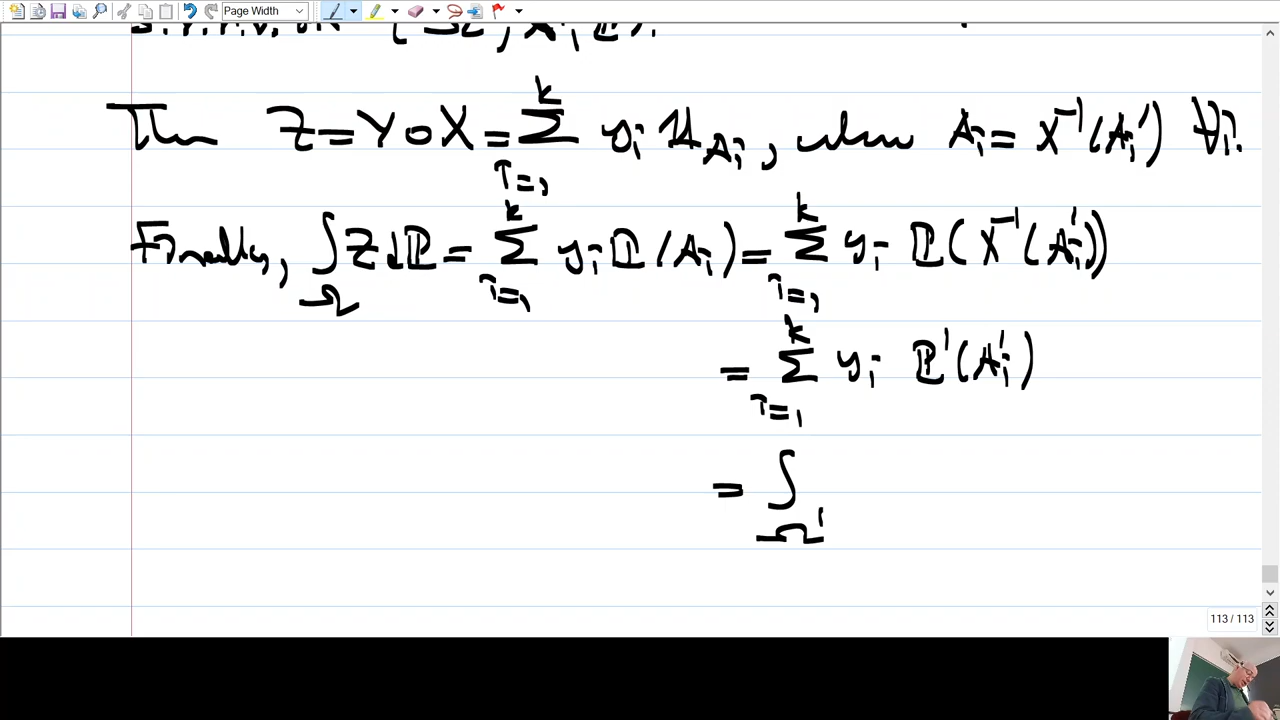 Page Width
Then Z = Y ∘ X = Σ_{i=1}^{k} y_i 𝟙_{A_i}, where A_i = X^{-1}(A_i') ∀i.
Finally, ∫_Ω Z dℙ = Σ_{i=1}^{k} y_i ℙ(A_i) = Σ_{i=1}^{k} y_i ℙ(X^{-1}(A_i'))
= Σ_{i=1}^{k} y_i ℙ'(A_i')
= ∫_{Ω'}
113 / 113